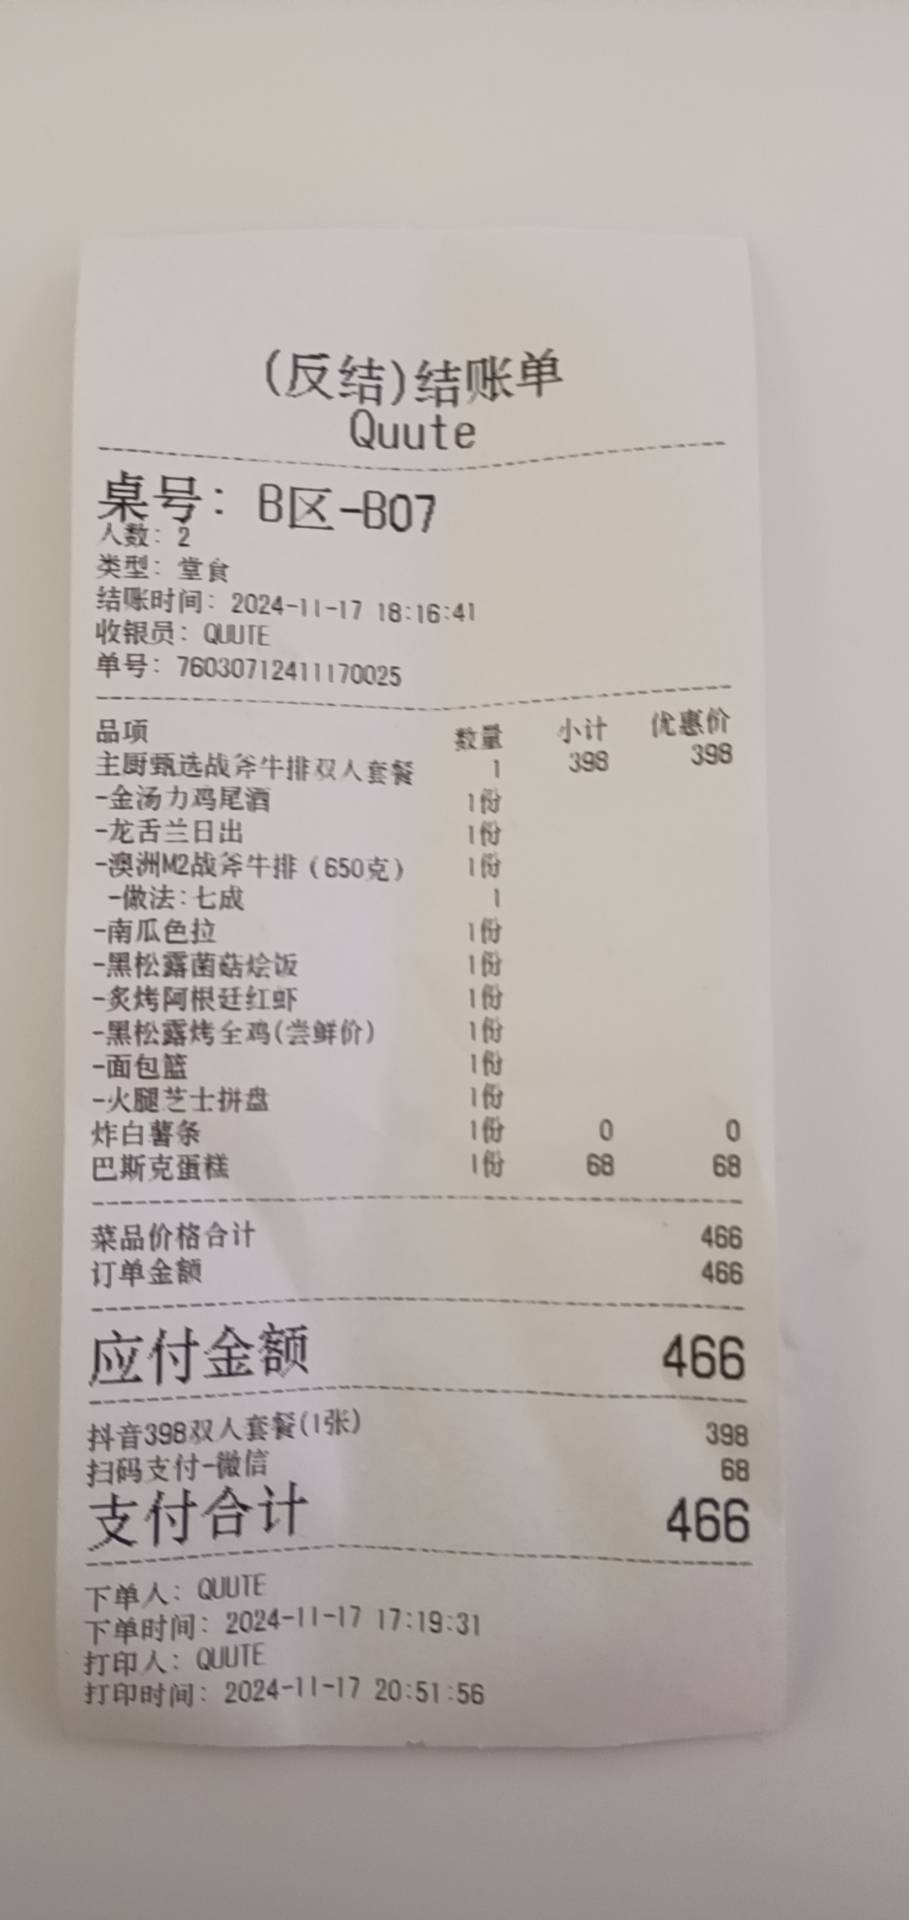 (反结)结账单
Quute
桌号: B区-B07
人数: 2
类型: 堂食
结账时间: 2024-11-17 18:16:41
收银员: QUUTE
单号: 76030712411170025
品项 数量 小计 优惠价
主厨甄选战斧牛排双人套餐 1 398 398
-金汤力鸡尾酒 1份
-龙舌兰日出 1份
-澳洲M2战斧牛排(650克) 1份
-做法:七成 1
-南瓜色拉 1份
-黑松露菌菇烩饭 1份
-炙烤阿根廷红虾 1份
-黑松露烤全鸡(尝鲜价) 1份
-面包篮 1份
-火腿芝士拼盘 1份
炸白薯条 1份 0 0
巴斯克蛋糕 1份 68 68
菜品价格合计 466
订单金额 466
应付金额 466
抖音398双人套餐(1张) 398
扫码支付-微信 68
支付合计 466
下单人: QUUTE
下单时间: 2024-11-17 17:19:31
打印人: QUUTE
打印时间: 2024-11-17 20:51:56